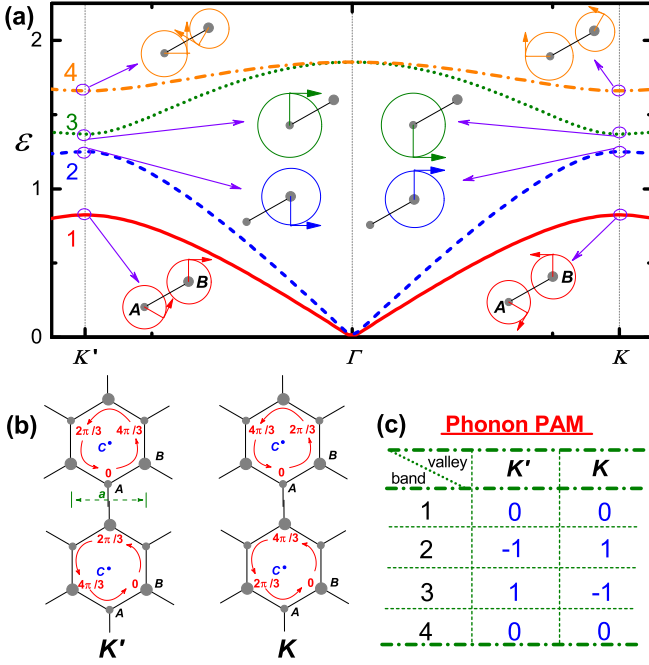 (a)
2
4
3
ε
2
1
1
A
B
A
B
0
K'
Γ
K
(b)
2π/3
4π/3
C
0
B
A
a
2π/3
C
4π/3
0
B
A
K'
4π/3
2π/3
C
0
B
A
4π/3
C
2π/3
0
B
A
K
(c)
Phonon PAM
valley
band
K' K
1 0 0
2 -1 1
3 1 -1
4 0 0